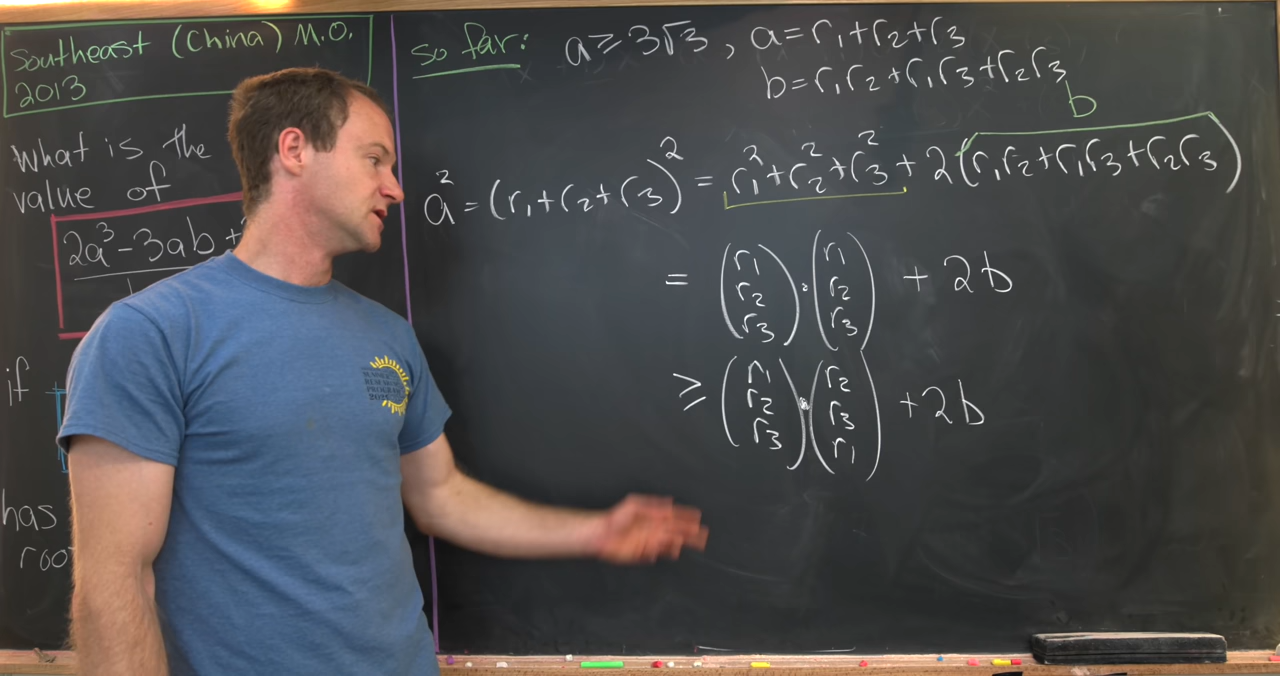 Southeast (China) M.O.
2013
What is the
value of
2a³-3ab+
if
has
so far: a≥3√3, a=r₁+r₂+r₃
b=r₁r₂+r₁r₃+r₂r₃
b
a²=(r₁+r₂+r₃)²=r₁²+r₂²+r₃²+2(r₁r₂+r₁r₃+r₂r₃)
= (r₁ r₂ r₃)·(r₁ r₂ r₃) + 2b
≥ (r₁ r₂ r₃)·(r₂ r₃ r₁) +2b